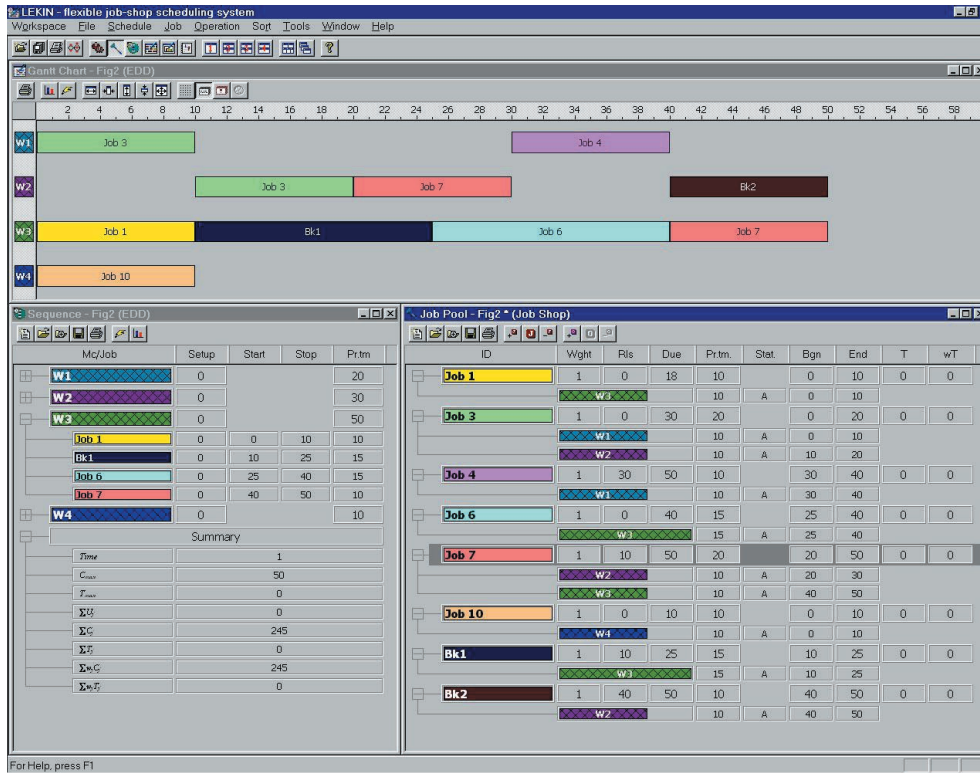 LEKIN - flexible job-shop scheduling system
Workspace File Schedule Job Operation Sort Tools Window Help
Gantt Chart - Fig2 (EDD)
2 4 6 8 10 12 14 16 18 20 22 24 26 28 30 32 34 36 38 40 42 44 46 48 50 52 54 56 58
W1 Job 3 Job 4
W2 Job 3 Job 7 Bk2
W3 Job 1 Bk1 Job 6 Job 7
W4 Job 10
Sequence - Fig2 (EDD)
Mc/Job Setup Start Stop Pr.tm
W1 0 20
W2 0 30
W3 0 50
Job 1 0 0 10 10
Bk1 0 10 25 15
Job 6 0 25 40 15
Job 7 0 40 50 10
W4 0 10
Summary
Time 1
Cmax 50
Tmax 0
ΣUj 0
ΣCj 245
ΣTj 0
ΣwjCj 245
ΣwjTj 0
Job Pool - Fig2 * (Job Shop)
ID Wght Rls Due Pr.tm. Stat. Bgn End T wT
Job 1 1 0 18 10 0 10 0 0
W3 10 A 0 10
Job 3 1 0 30 20 0 20 0 0
W1 10 A 0 10
W2 10 A 10 20
Job 4 1 30 50 10 30 40 0 0
W1 10 A 30 40
Job 6 1 0 40 15 25 40 0 0
W3 15 A 25 40
Job 7 1 10 50 20 20 50 0 0
W2 10 A 20 30
W3 10 A 40 50
Job 10 1 0 10 10 0 10 0 0
W4 10 A 0 10
Bk1 1 10 25 15 10 25 0 0
W3 15 A 10 25
Bk2 1 40 50 10 40 50 0 0
W2 10 A 40 50
For Help, press F1